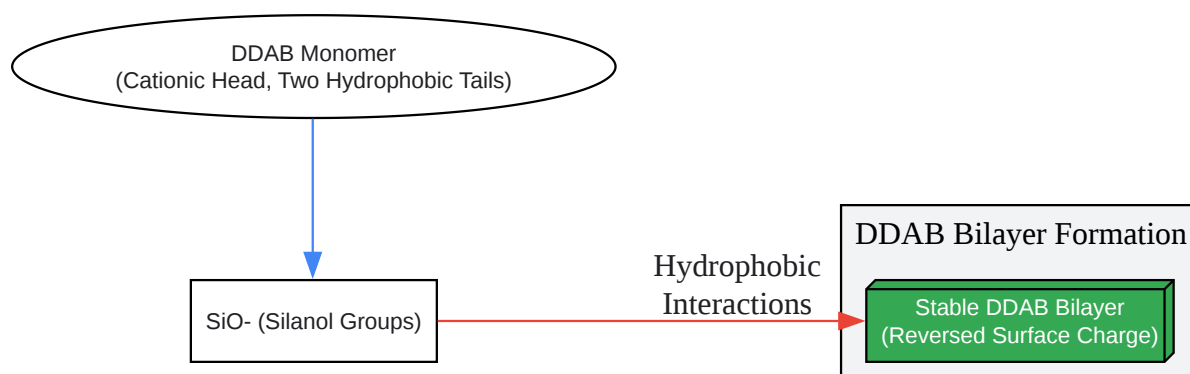 DDAB Monomer
(Cationic Head, Two Hydrophobic Tails)
DDAB Bilayer Formation
Hydrophobic
Interactions
SiO- (Silanol Groups)
Stable DDAB Bilayer
(Reversed Surface Charge)